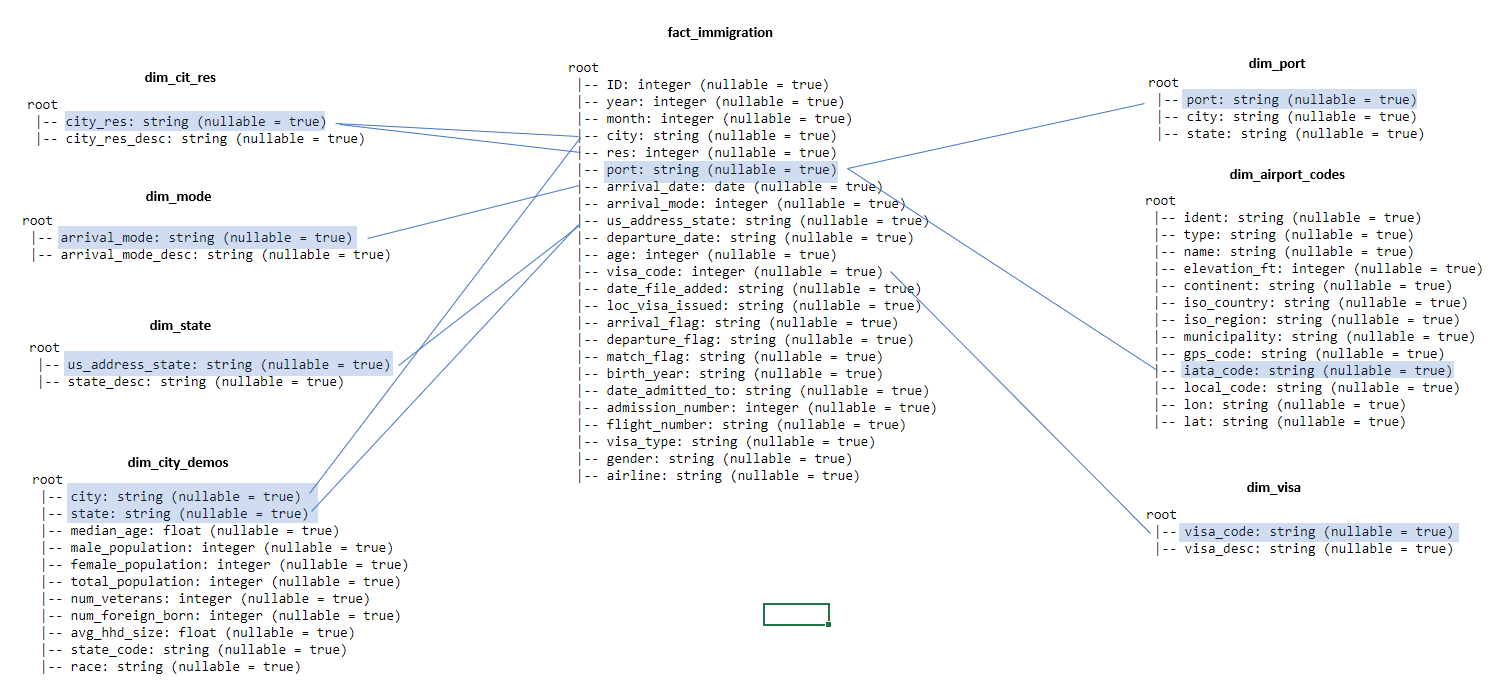 fact_immigration
root
|-- ID: integer (nullable = true)
|-- year: integer (nullable = true)
|-- month: integer (nullable = true)
|-- city: string (nullable = true)
|-- res: integer (nullable = true)
|-- port: string (nullable = true)
|-- arrival_date: date (nullable = true)
|-- arrival_mode: integer (nullable = true)
|-- us_address_state: string (nullable = true)
|-- departure_date: string (nullable = true)
|-- age: integer (nullable = true)
|-- visa_code: integer (nullable = true)
|-- date_file_added: string (nullable = true)
|-- loc_visa_issued: string (nullable = true)
|-- arrival_flag: string (nullable = true)
|-- departure_flag: string (nullable = true)
|-- match_flag: string (nullable = true)
|-- birth_year: string (nullable = true)
|-- date_admitted_to: string (nullable = true)
|-- admission_number: integer (nullable = true)
|-- flight_number: string (nullable = true)
|-- visa_type: string (nullable = true)
|-- gender: string (nullable = true)
|-- airline: string (nullable = true)
dim_cit_res
root
|-- city_res: string (nullable = true)
|-- city_res_desc: string (nullable = true)
dim_mode
root
|-- arrival_mode: string (nullable = true)
|-- arrival_mode_desc: string (nullable = true)
dim_state
root
|-- us_address_state: string (nullable = true)
|-- state_desc: string (nullable = true)
dim_city_demos
root
|-- city: string (nullable = true)
|-- state: string (nullable = true)
|-- median_age: float (nullable = true)
|-- male_population: integer (nullable = true)
|-- female_population: integer (nullable = true)
|-- total_population: integer (nullable = true)
|-- num_veterans: integer (nullable = true)
|-- num_foreign_born: integer (nullable = true)
|-- avg_hhd_size: float (nullable = true)
|-- state_code: string (nullable = true)
|-- race: string (nullable = true)
dim_port
root
|-- port: string (nullable = true)
|-- city: string (nullable = true)
|-- state: string (nullable = true)
dim_airport_codes
root
|-- ident: string (nullable = true)
|-- type: string (nullable = true)
|-- name: string (nullable = true)
|-- elevation_ft: integer (nullable = true)
|-- continent: string (nullable = true)
|-- iso_country: string (nullable = true)
|-- iso_region: string (nullable = true)
|-- municipality: string (nullable = true)
|-- gps_code: string (nullable = true)
|-- iata_code: string (nullable = true)
|-- local_code: string (nullable = true)
|-- lon: string (nullable = true)
|-- lat: string (nullable = true)
dim_visa
root
|-- visa_code: string (nullable = true)
|-- visa_desc: string (nullable = true)